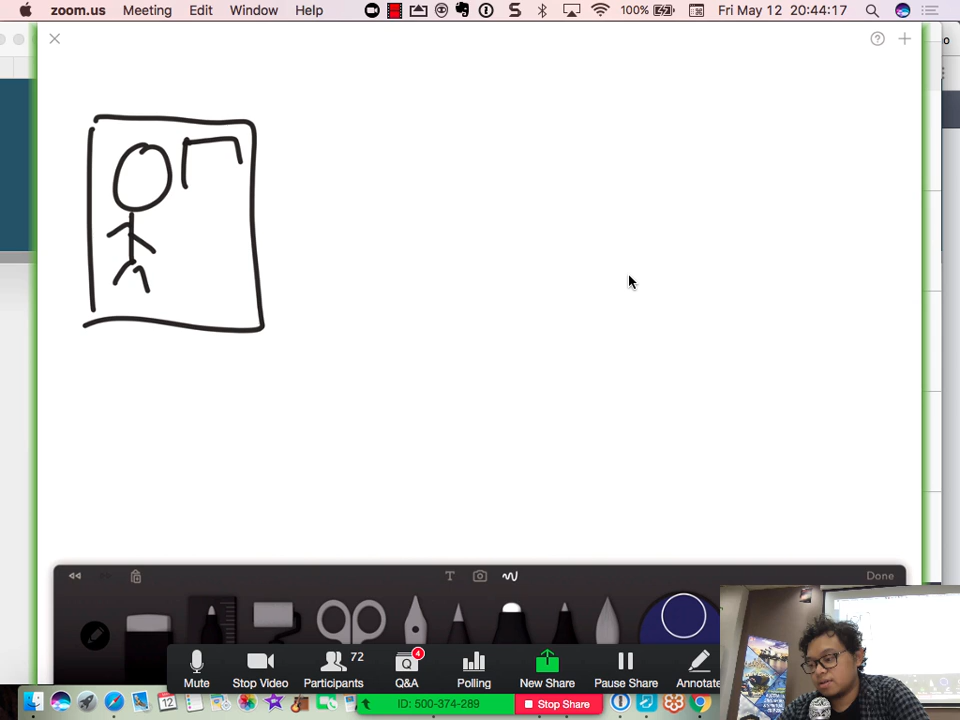 zoom.us Meeting Edit Window Help 100% Fri May 12 20:44:17
T Done
Mute Stop Video Participants 72 Q&A 4 Polling New Share Pause Share Annotate
ID: 500-374-289 Stop Share